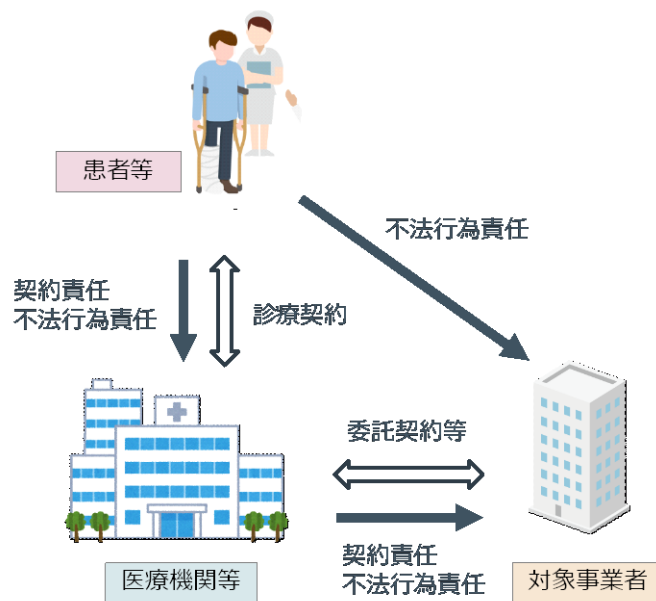 患者等
不法行為責任
契約責任
不法行為責任
診療契約
委託契約等
契約責任
不法行為責任
医療機関等
対象事業者